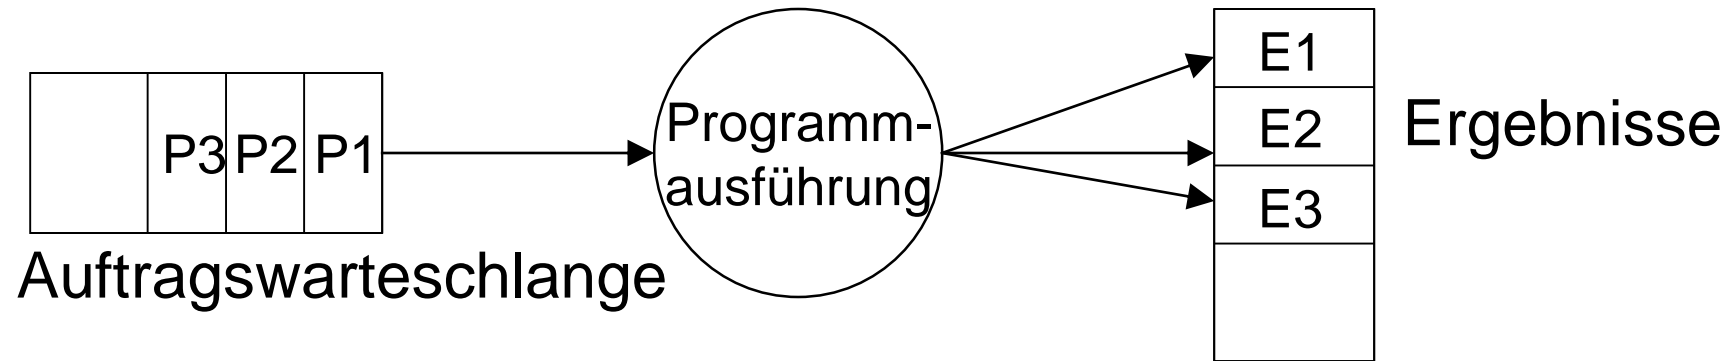 P3 P2 P1
Auftragswarteschlange
Programm-
ausführung
E1
E2
E3
Ergebnisse